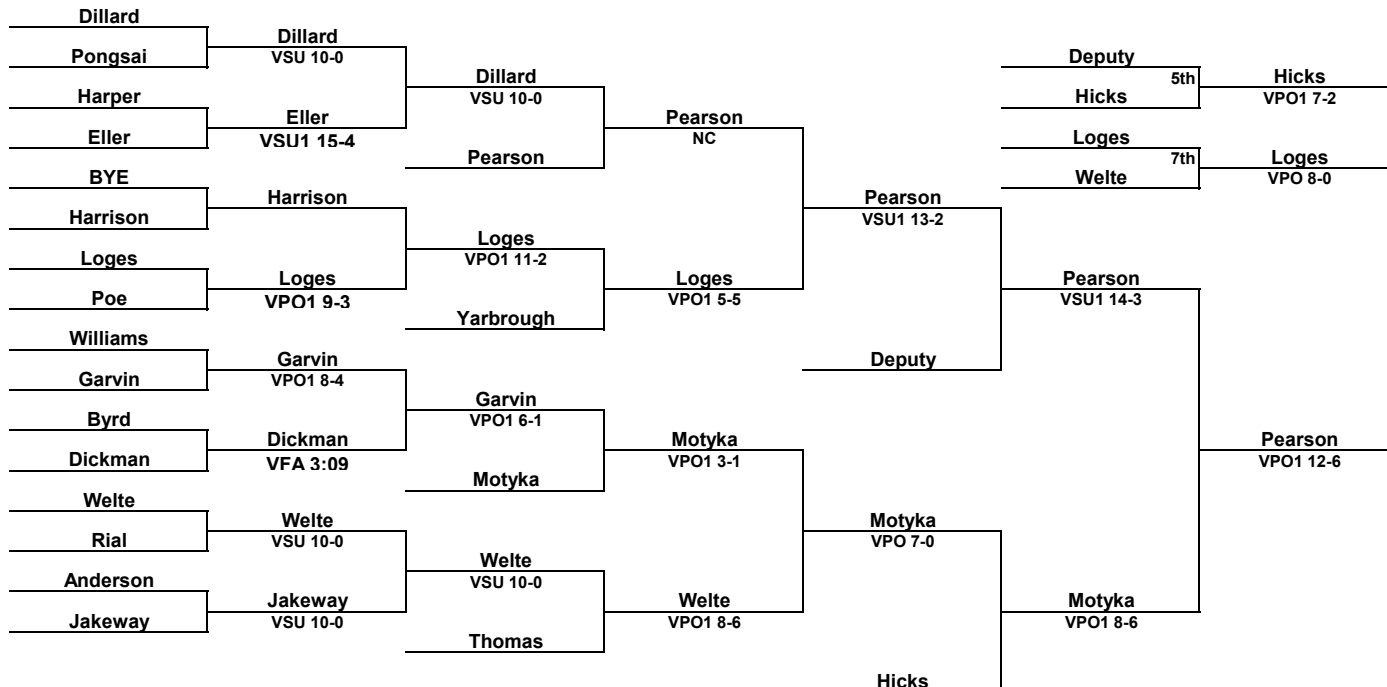 Dillard
Pongsai
Dillard
VSU 10-0
Harper
Eller
Eller
VSU1 15-4
Dillard
VSU 10-0
Pearson
Pearson
NC
BYE
Harrison
Harrison
Loges
Poe
Loges
VPO1 9-3
Loges
VPO1 11-2
Yarbrough
Loges
VPO1 5-5
Pearson
VSU1 13-2
Deputy
Pearson
VSU1 14-3
Williams
Garvin
Garvin
VPO1 8-4
Byrd
Dickman
Dickman
VFA 3:09
Garvin
VPO1 6-1
Motyka
Motyka
VPO1 3-1
Welte
Rial
Welte
VSU 10-0
Anderson
Jakeway
Jakeway
VSU 10-0
Welte
VSU 10-0
Thomas
Welte
VPO1 8-6
Motyka
VPO 7-0
Hicks
Motyka
VPO1 8-6
Pearson
VPO1 12-6
Deputy
5th
Hicks
Hicks
VPO1 7-2
Loges
7th
Welte
Loges
VPO 8-0